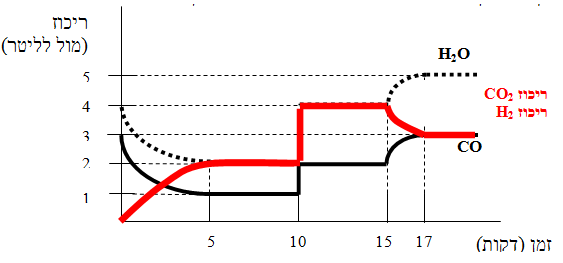 ריכוז
(מול לליטר)
H₂O
5
ריכוז CO₂
ריכוז H₂
4
3
CO
2
1
5 10 15 17
זמן (דקות)